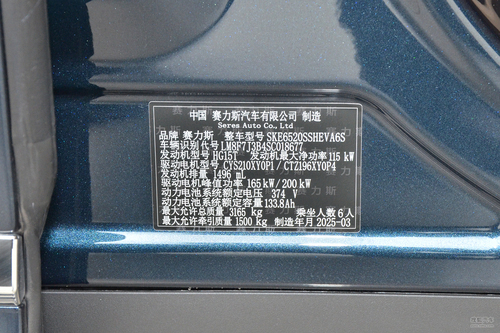 中国 赛力斯汽车有限公司 制造
Seres Auto Co., Ltd
品牌 赛力斯 整车型号 SKE6520SSHEVA6S
车辆识别代号 LM8F7J3B4SC018677
发动机型号 HG15T 发动机最大净功率 115 kW
驱动电机型号 CYS210XY0P1 / CTZ196XY0P4
发动机排量 1496 mL
驱动电机峰值功率 165 kW/ 200 kW
动力电池系统额定电压 374 V
动力电池系统额定容量 133.8Ah
最大允许总质量 3165 kg 乘坐人数 6人
最大允许牵引质量 1500 kg 制造年月 2025-03